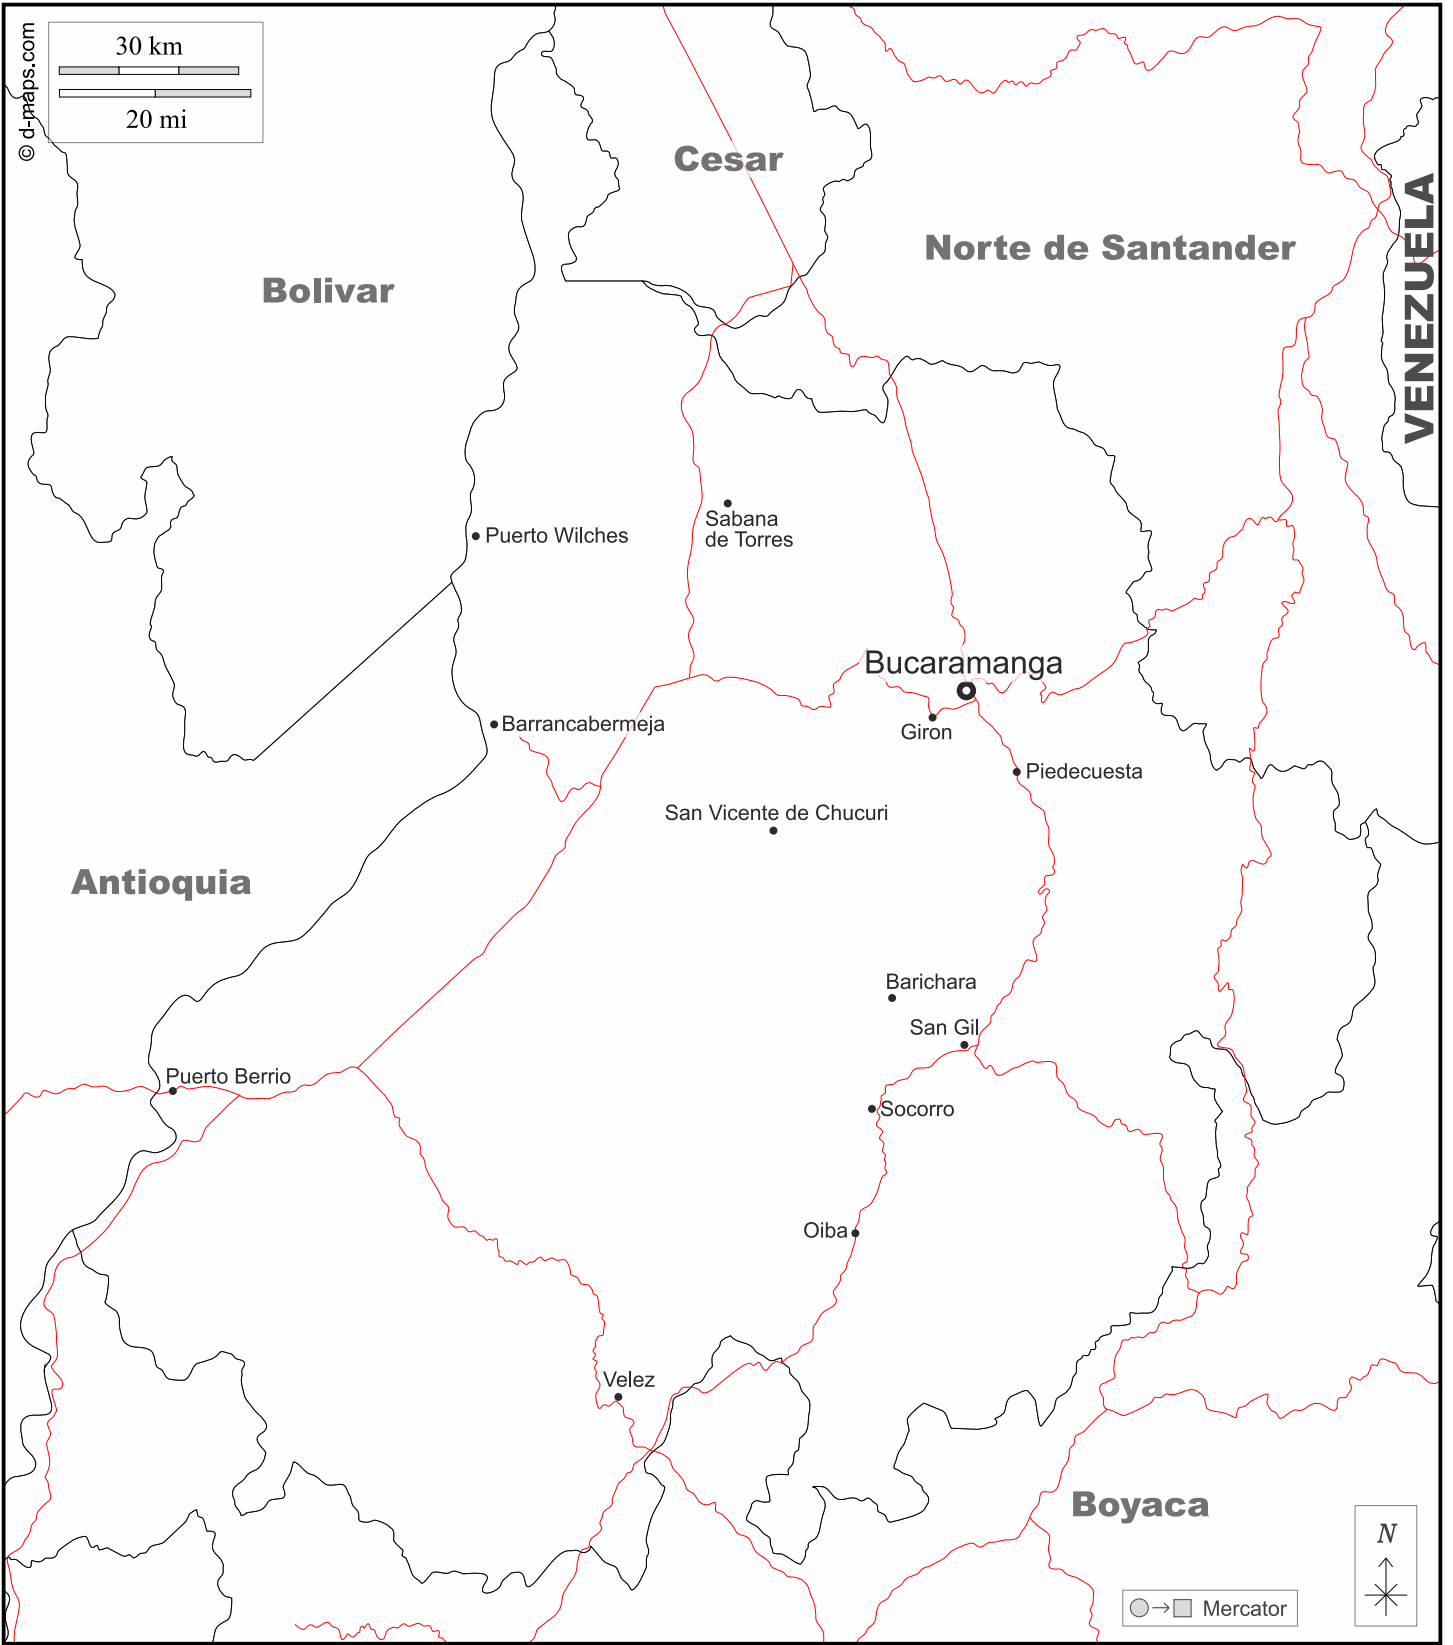 © d-maps.com
30 km
20 mi
Cesar
Norte de Santander
VENEZUELA
Bolivar
Sabana
de Torres
Puerto Wilches
Bucaramanga
Barrancabermeja
Giron
Piedecuesta
San Vicente de Chucuri
Antioquia
Barichara
San Gil
Puerto Berrio
Socorro
Oiba
Velez
Boyaca
N
Mercator